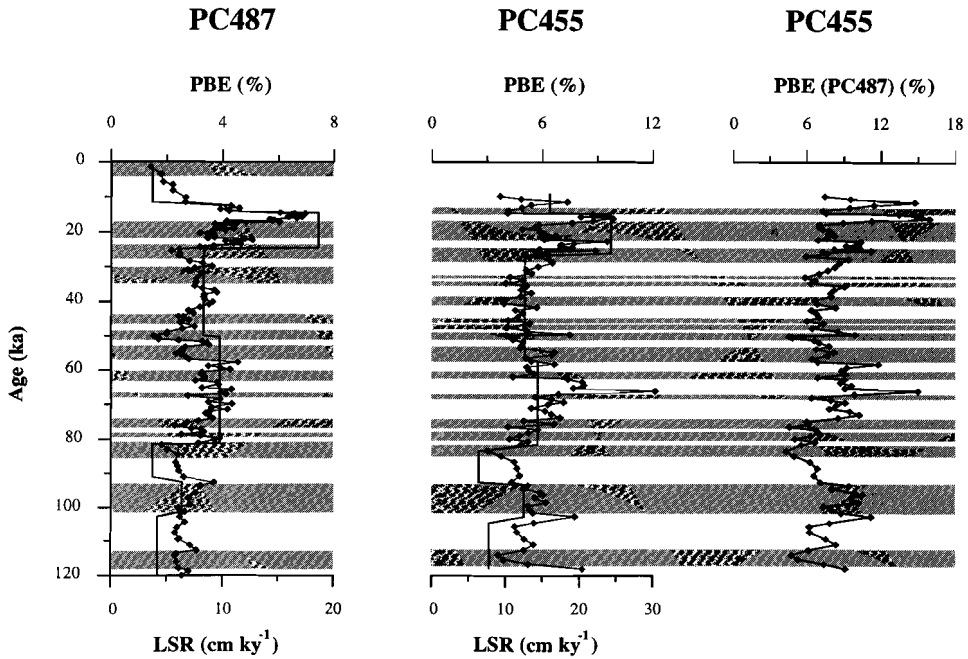 PC487 PC455 PC455
PBE (%) PBE (%) PBE (PC487) (%)
0 4 8 0 6 12 0 6 12 18
0
20
40
60
80
100
120
Age (ka)
0 10 20 0 10 20 30
LSR (cm ky-1) LSR (cm ky-1)